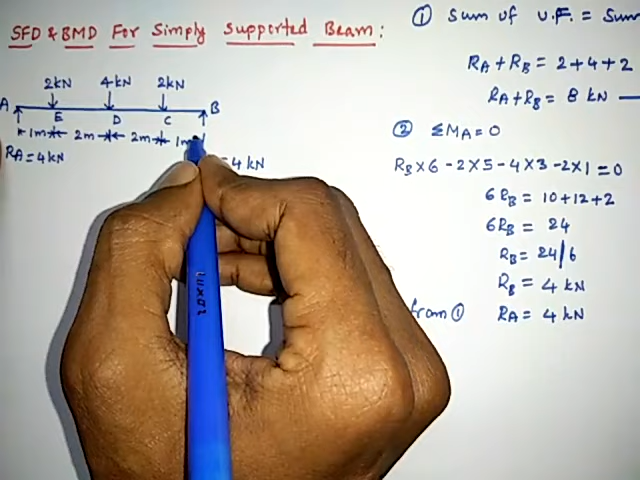 SFD & BMD For Simply Supported Beam:
2kN 4kN 2kN
A B
E D C
1m 2m 2m 1m
RA = 4kN = 4 kN
① Sum of U.F. = Sum
RA + RB = 2+4+2
RA + RB = 8 kN —
② ΣMA = 0
RB×6 - 2×5 - 4×3 - 2×1 = 0
6RB = 10+12+2
6RB = 24
RB = 24/6
RB = 4 kN
from ① RA = 4 kN